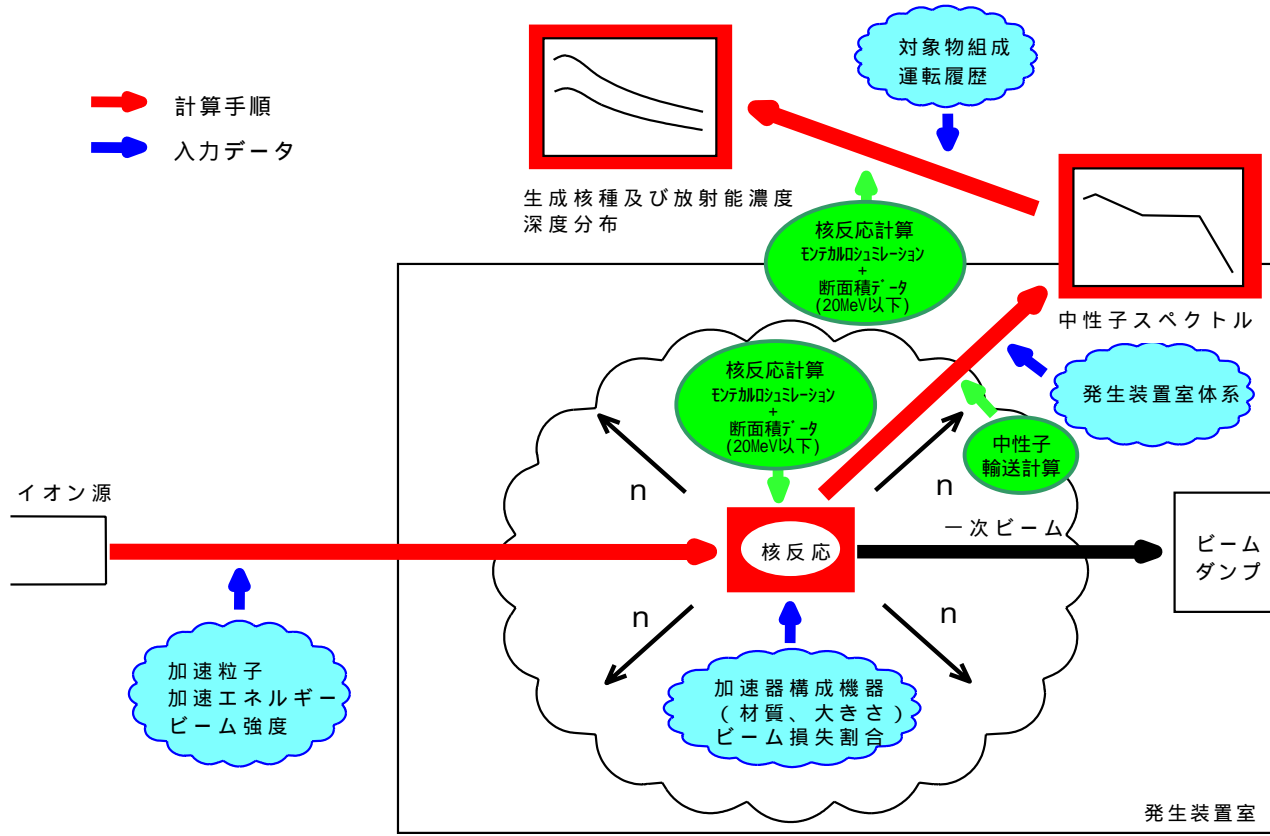 計算手順
入力データ
対象物組成
運転履歴
生成核種及び放射能濃度
深度分布
核反応計算
ﾓﾝﾃｶﾙﾛｼｭﾐﾚｰｼｮﾝ
+
断面積ﾃﾞｰﾀ
(20MeV以下)
中性子スペクトル
核反応計算
ﾓﾝﾃｶﾙﾛｼｭﾐﾚｰｼｮﾝ
+
断面積ﾃﾞｰﾀ
(20MeV以下)
発生装置室体系
中性子
輸送計算
イオン源
n
n
一次ビーム
核反応
ビーム
ダンプ
n
n
加速粒子
加速エネルギー
ビーム強度
加速器構成機器
(材質、大きさ)
ビーム損失割合
発生装置室